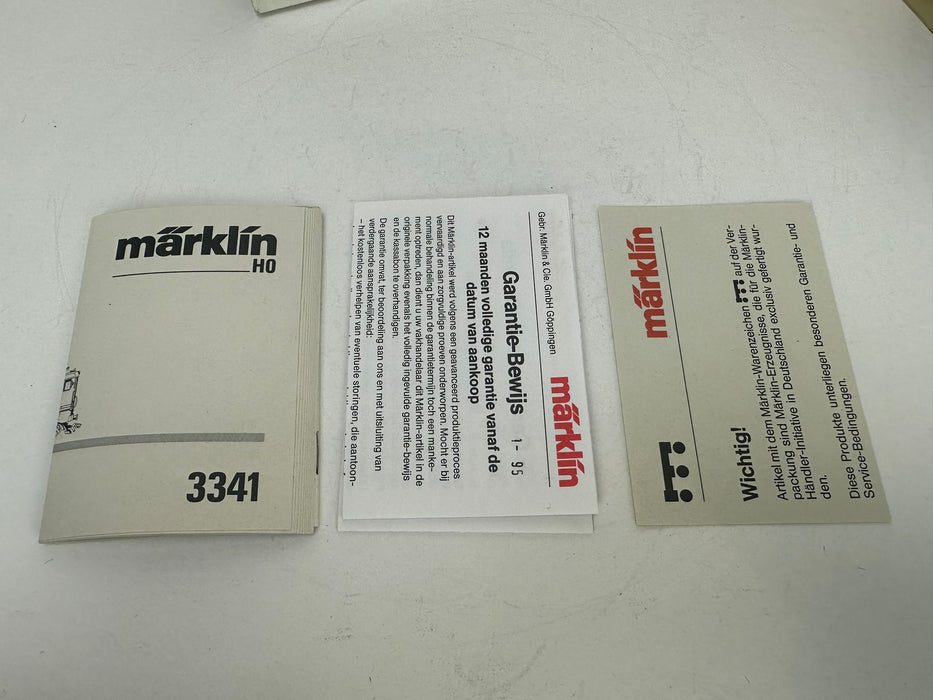 märklin
HO
3341
Gebr. Märklin & Cie. GmbH Göppingen
märklin
Garantie-Bewijs 1- 95
12 maanden volledige garantie vanaf de
datum van aankoop
Dit Märklin-artikel werd volgens een geavanceerd produktieproces
vervaardigd en aan zorgvuldige proeven onderworpen. Mocht er bij
normale behandeling binnen de garantietermijn toch een manke-
ment optreden, dan dient u uw vakhandelaar dit Märklin-artikel in de
originele verpakking evenals het volledig ingevulde garantie-bewijs
en de kassabon te overhandigen.
De garantie omvat, ter beoordeling aan ons en met uitsluiting van
verdergaande aansprakelijkheid:
– het kosteloos verhelpen van eventuele storingen, die aantoon-
märklin
Wichtig!
Artikel mit dem Märklin-Warenzeichen auf der Ver-
packung sind Märklin-Erzeugnisse, die für die Märklin-
Händler-Initiative in Deutschland exclusiv gefertigt wur-
den.
Diese Produkte unterliegen besonderen Garantie- und
Service-Bedingungen.